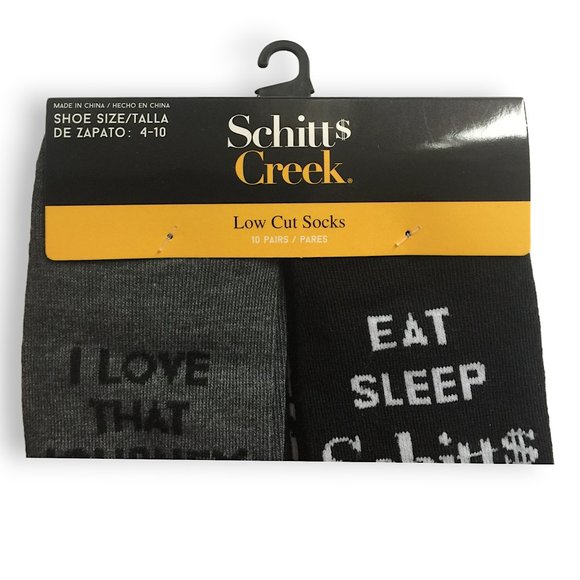 MADE IN CHINA / HECHO EN CHINA
SHOE SIZE/TALLA
DE ZAPATO: 4-10
Schitt$
Creek®
Low Cut Socks
10 PAIRS / PARES
I LOVE
THAT
EAT
SLEEP
Schitt$